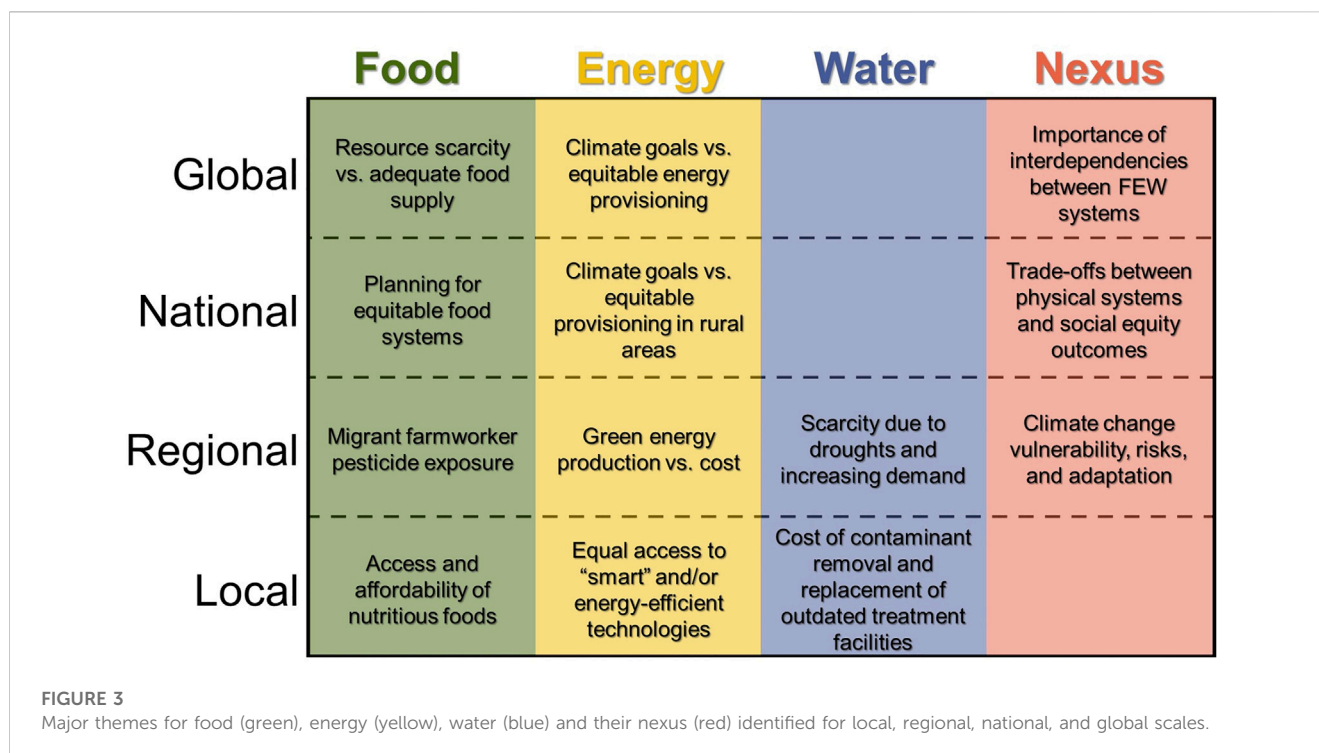 Food Energy Water Nexus
Global
Resource scarcity
vs. adequate food
supply
Climate goals vs.
equitable energy
provisioning
Importance of
interdependencies
between FEW
systems
National
Planning for
equitable food
systems
Climate goals vs.
equitable
provisioning in rural
areas
Trade-offs between
physical systems
and social equity
outcomes
Regional
Migrant farmworker
pesticide exposure
Green energy
production vs. cost
Scarcity due to
droughts and
increasing demand
Climate change
vulnerability, risks,
and adaptation
Local
Access and
affordability of
nutritious foods
Equal access to
“smart” and/or
energy-efficient
technologies
Cost of contaminant
removal and
replacement of
outdated treatment
facilities
FIGURE 3
Major themes for food (green), energy (yellow), water (blue) and their nexus (red) identified for local, regional, national, and global scales.